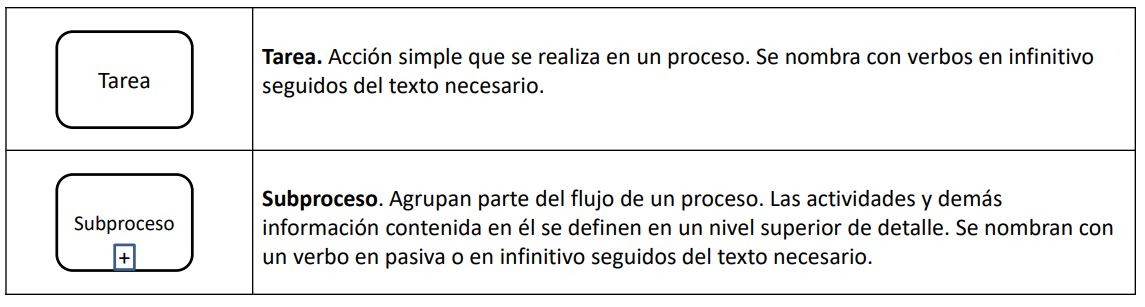 Tarea
Tarea. Acción simple que se realiza en un proceso. Se nombra con verbos en infinitivo
seguidos del texto necesario.
Subproceso
+
Subproceso. Agrupan parte del flujo de un proceso. Las actividades y demás
información contenida en él se definen en un nivel superior de detalle. Se nombran con
un verbo en pasiva o en infinitivo seguidos del texto necesario.